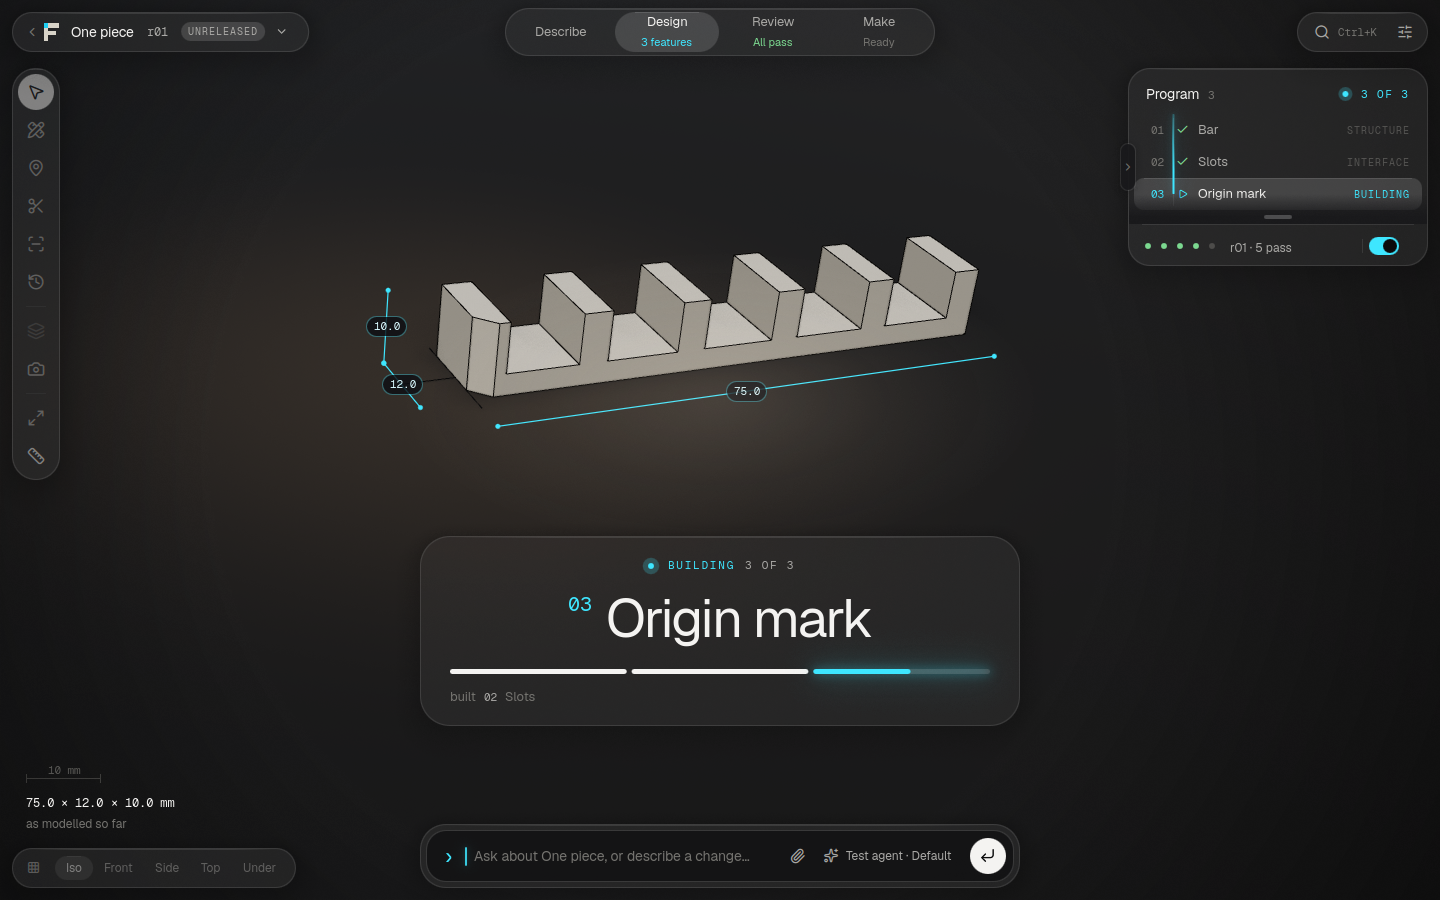 One piece r01 UNRELEASED
Describe
Design
3 features
Review
All pass
Make
Ready
Ctrl+K
Program 3
3 OF 3
01 Bar STRUCTURE
02 Slots INTERFACE
03 Origin mark BUILDING
r01 · 5 pass
10.0
12.0
75.0
BUILDING 3 OF 3
03 Origin mark
built 02 Slots
10 mm
75.0 × 12.0 × 10.0 mm
as modelled so far
Iso Front Side Top Under
Ask about One piece, or describe a change...
Test agent · Default